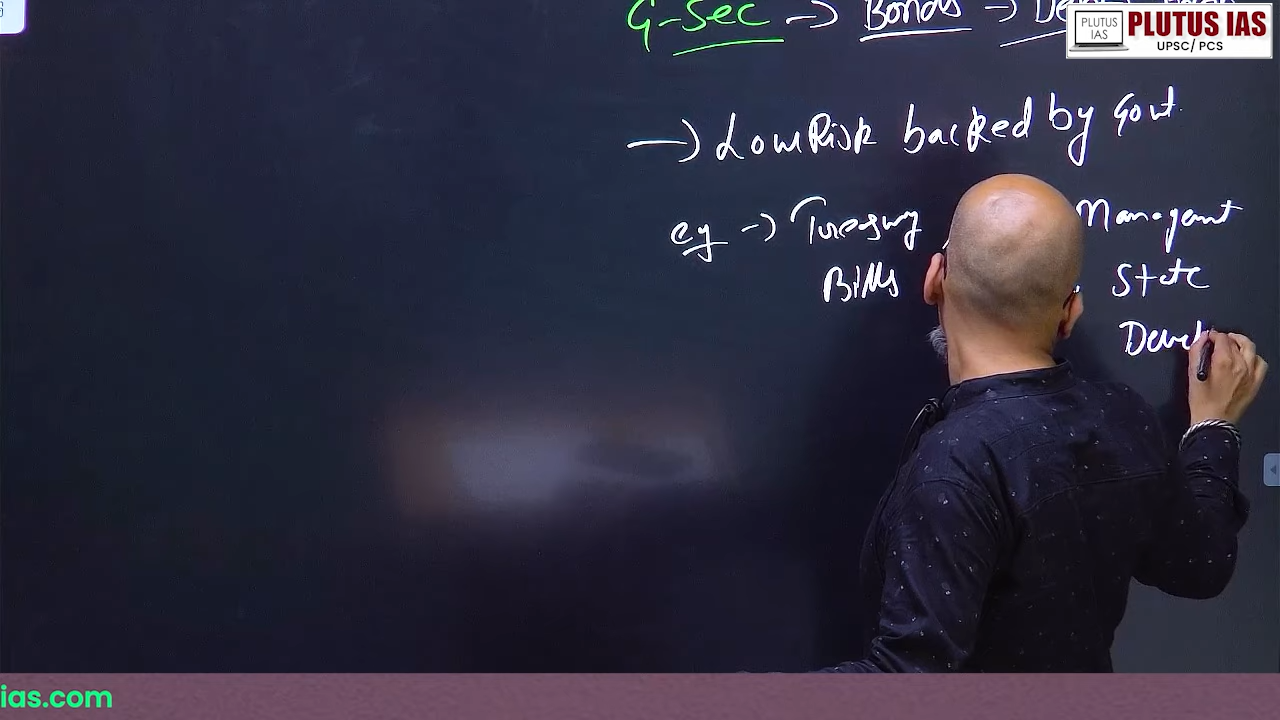 G-Sec → Bonds →
PLUTUS IAS
PLUTUS IAS
UPSC/ PCS
→ Low Risk backed by Govt.
eg → Treasury Managemt
Bills State
ias.com